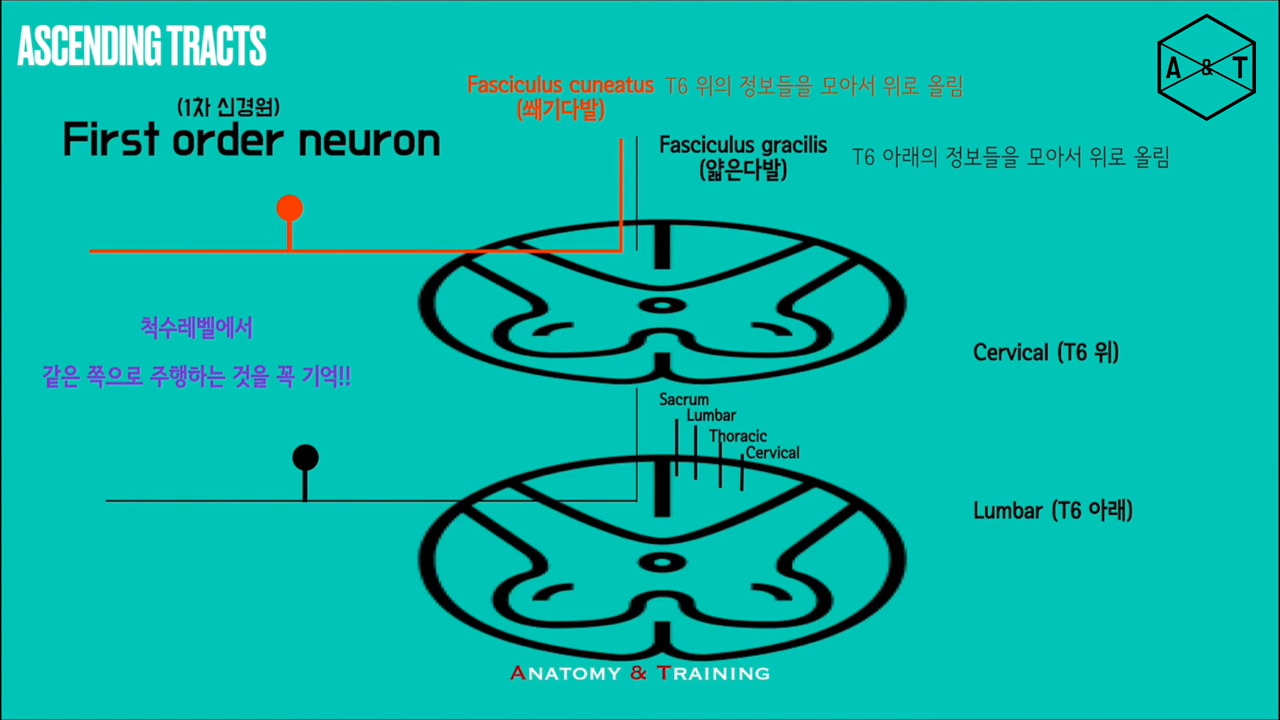 ASCENDING TRACTS
A & T
(1차 신경원)
First order neuron
Fasciculus cuneatus T6 위의 정보들을 모아서 위로 올림
(쐐기다발)
Fasciculus gracilis T6 아래의 정보들을 모아서 위로 올림
(얇은다발)
척수레벨에서
같은 쪽으로 주행하는 것을 꼭 기억!!
Cervical (T6 위)
Sacrum
Lumbar
Thoracic
Cervical
Lumbar (T6 아래)
ANATOMY & TRAINING